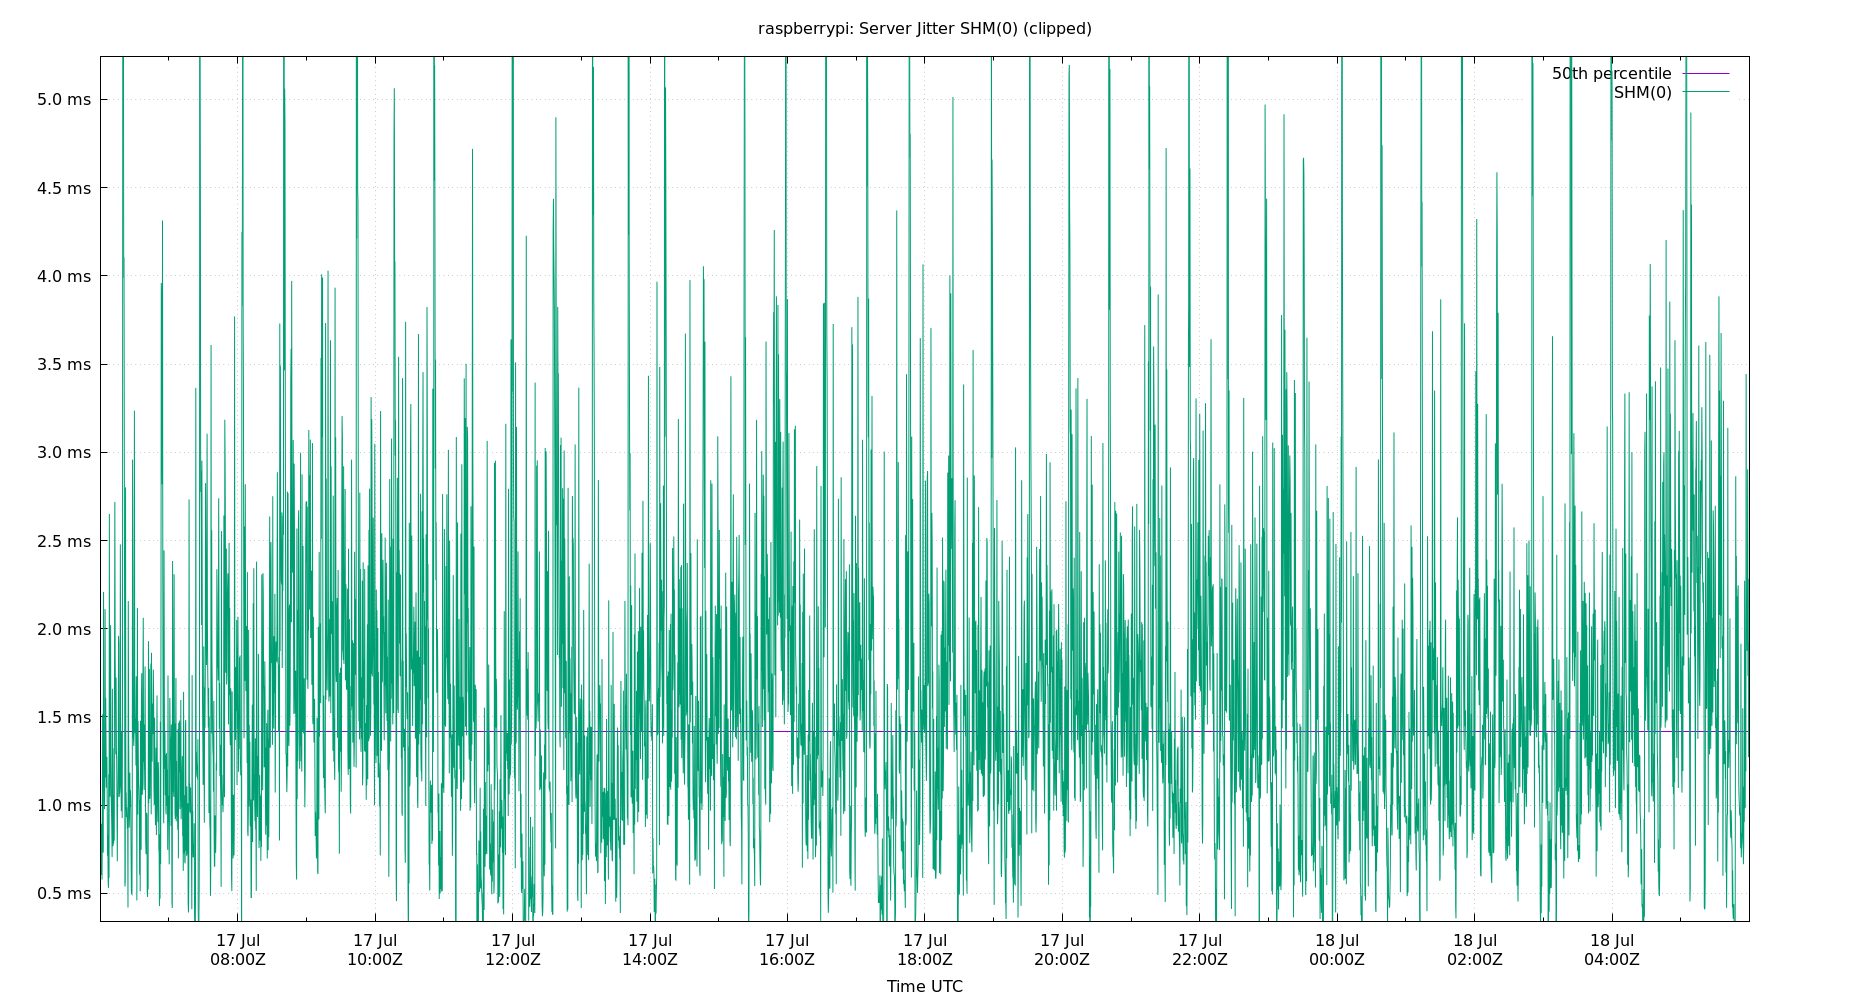 raspberrypi: Server Jitter SHM(0) (clipped)
50th percentile
SHM(0)
5.0 ms
4.5 ms
4.0 ms
3.5 ms
3.0 ms
2.5 ms
2.0 ms
1.5 ms
1.0 ms
0.5 ms
17 Jul 17 Jul 17 Jul 17 Jul 17 Jul 17 Jul 17 Jul 17 Jul 18 Jul 18 Jul 18 Jul
08:00Z 10:00Z 12:00Z 14:00Z 16:00Z 18:00Z 20:00Z 22:00Z 00:00Z 02:00Z 04:00Z
Time UTC